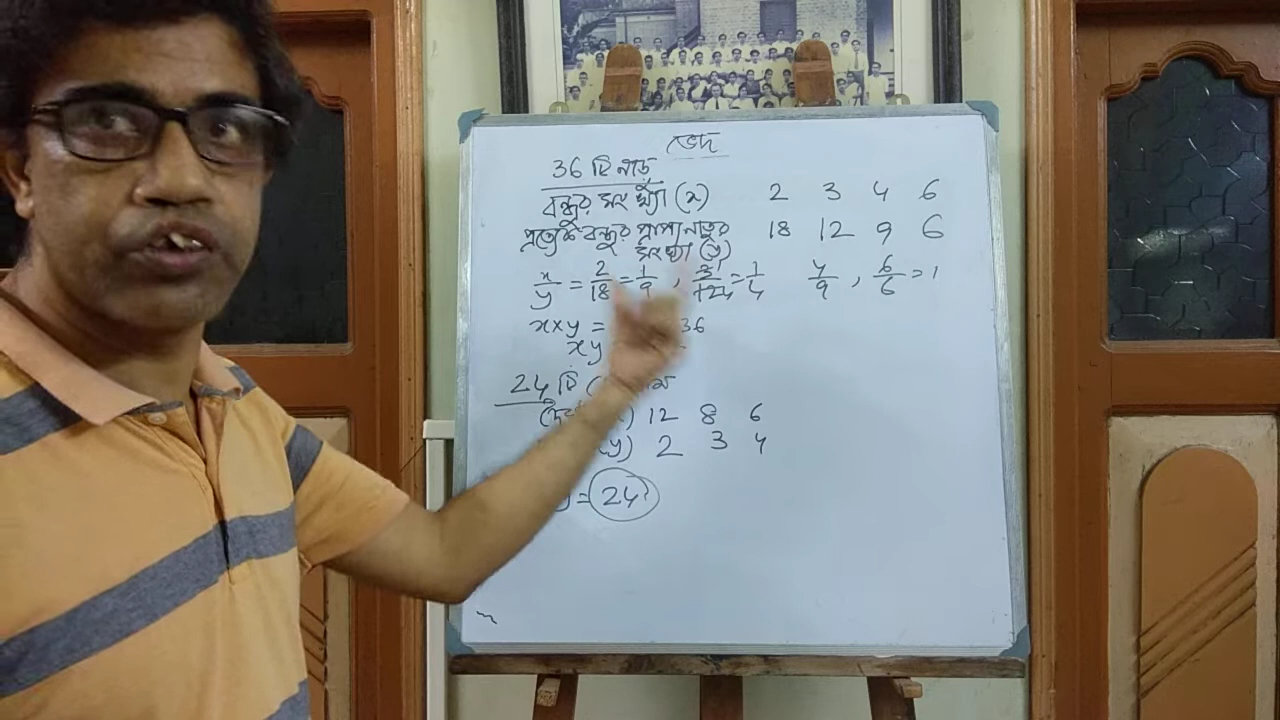 ভেদ
36 টি নাড়ু
বন্ধুর সংখ্যা (x) 2 3 4 6
প্রত্যেক বন্ধুর প্রাপ্য নাড়ুর সংখ্যা (y) 18 12 9 6
x/y = 2/18 = 1/9 , 3/12 = 1/4 4/9 , 6/6 = 1
x×y = 36
xy
24 টি
12 8 6
(y) 2 3 4
= 24